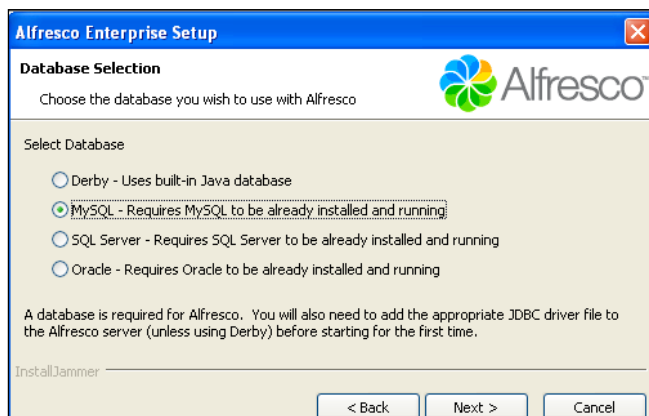 Alfresco Enterprise Setup
Database Selection
Choose the database you wish to use with Alfresco
Alfresco
Select Database
Derby - Uses built-in Java database
MySQL - Requires MySQL to be already installed and running
SQL Server - Requires SQL Server to be already installed and running
Oracle - Requires Oracle to be already installed and running
A database is required for Alfresco. You will also need to add the appropriate JDBC driver file to
the Alfresco server (unless using Derby) before starting for the first time.
InstallJammer
< Back
Next >
Cancel